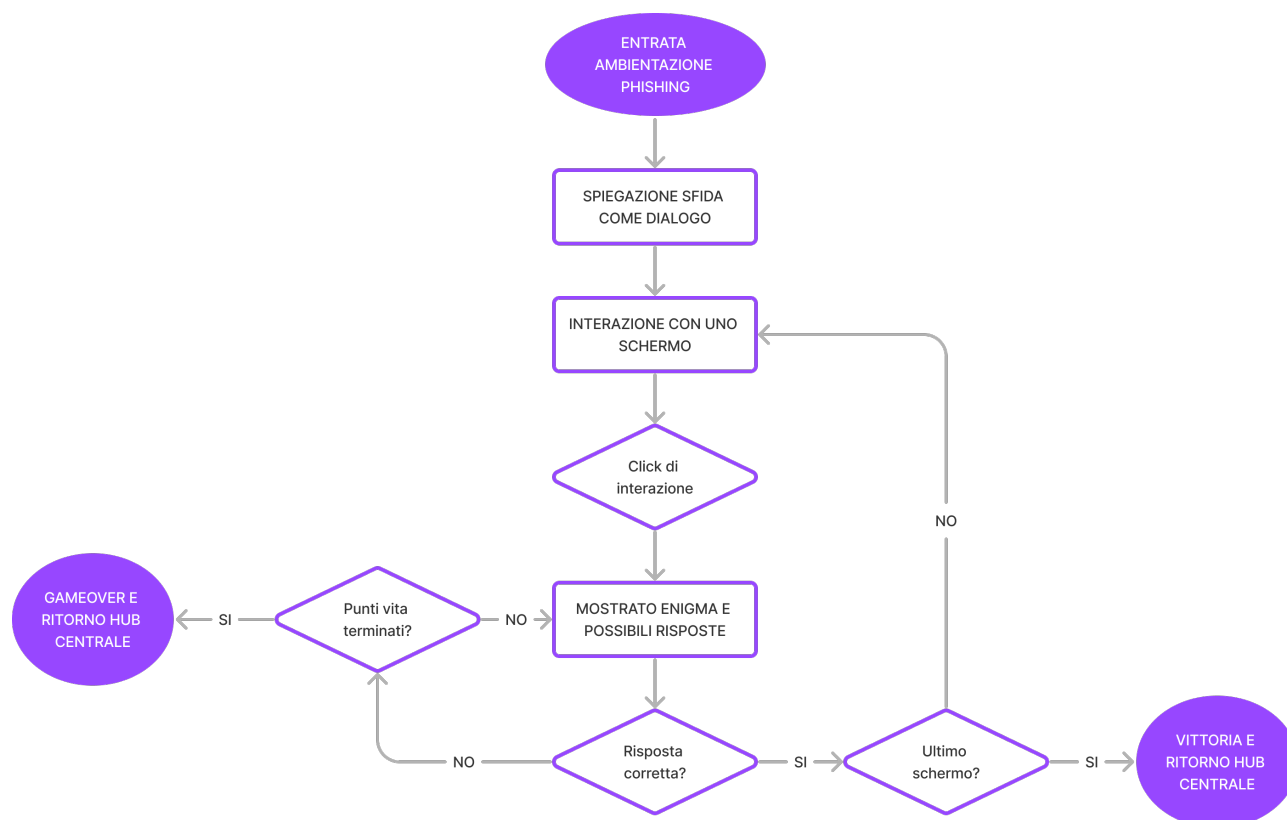 ENTRATA
AMBIENTAZIONE
PHISHING
SPIEGAZIONE SFIDA
COME DIALOGO
INTERAZIONE CON UNO
SCHERMO
Click di
interazione
NO
GAMEOVER E
RITORNO HUB
CENTRALE
SI
Punti vita
terminati?
NO
MOSTRATO ENIGMA E
POSSIBILI RISPOSTE
NO
Risposta
corretta?
SI
Ultimo
schermo?
SI
VITTORIA E
RITORNO HUB
CENTRALE